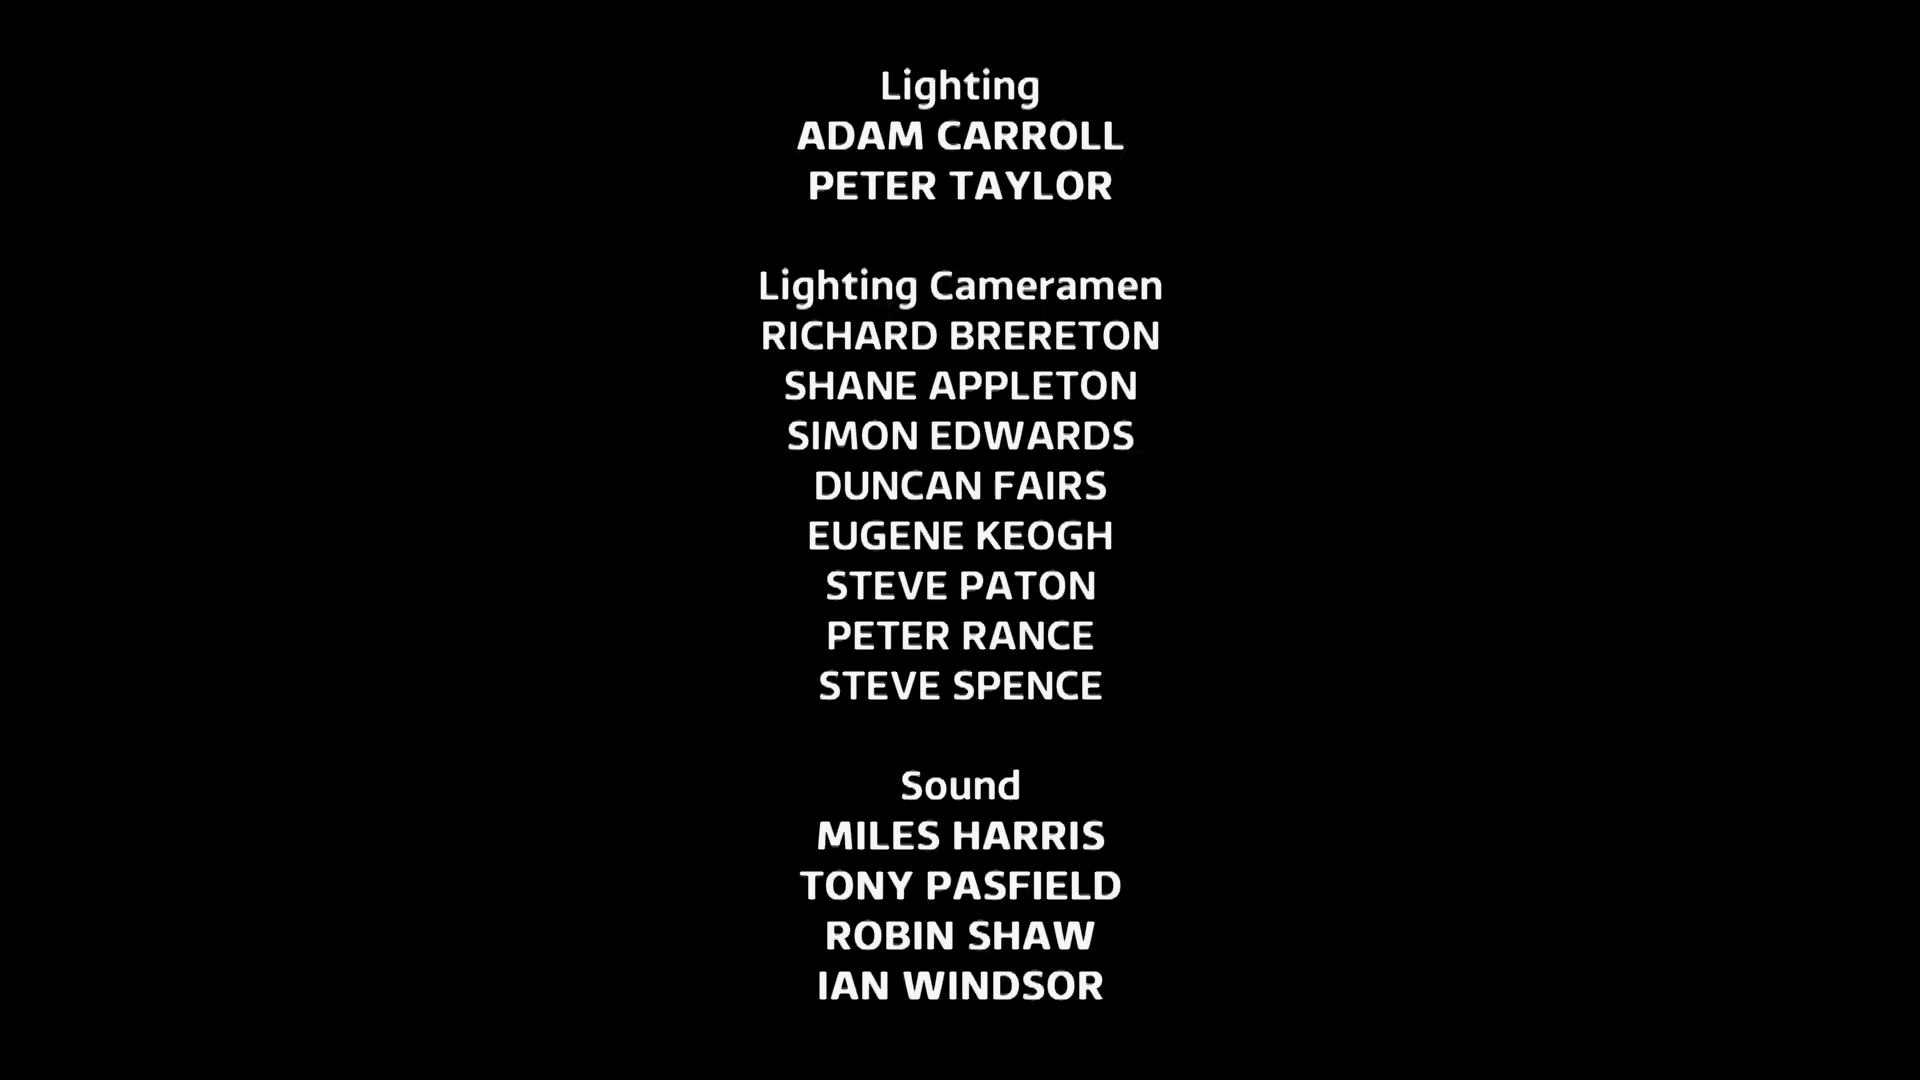 Lighting
ADAM CARROLL
PETER TAYLOR
Lighting Cameramen
RICHARD BRERETON
SHANE APPLETON
SIMON EDWARDS
DUNCAN FAIRS
EUGENE KEOGH
STEVE PATON
PETER RANCE
STEVE SPENCE
Sound
MILES HARRIS
TONY PASFIELD
ROBIN SHAW
IAN WINDSOR